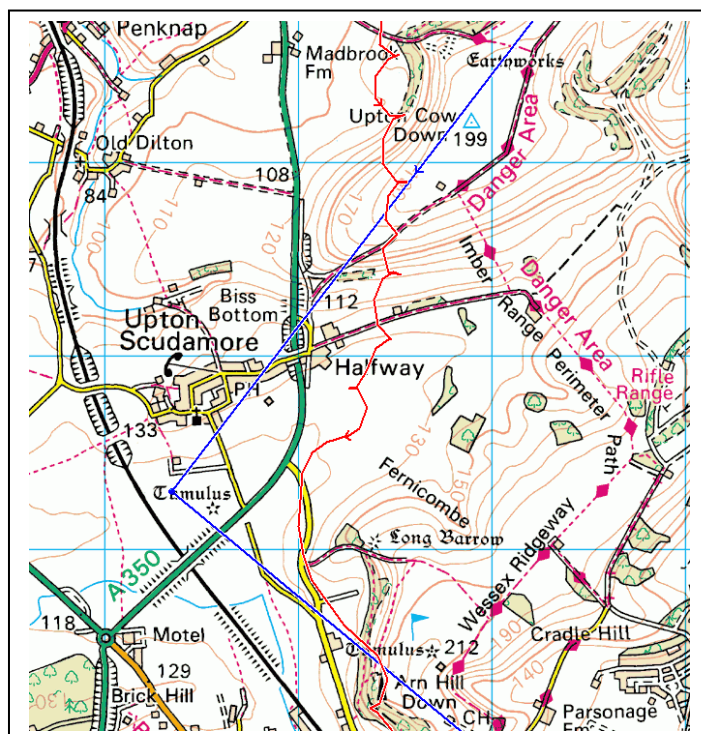 Penknap
Madbrook
Fm
Earthworks
Upton Cow
Down
199
Old Dilton
108
84
Danger Area
110
100
120
170
7
Imber Range Perimeter Path
Danger Area
Biss
Bottom
112
Upton
Scudamore
Halfway
Rifle
Range
PH
133
130
150
Fernicombe
Tumulus
Long Barrow
Wessex Ridgeway
A 350
118
Motel
Tumulus
212
190
Cradle Hill
129
140
Arn Hill
Down
Brick Hill
30
CH
Parsonage